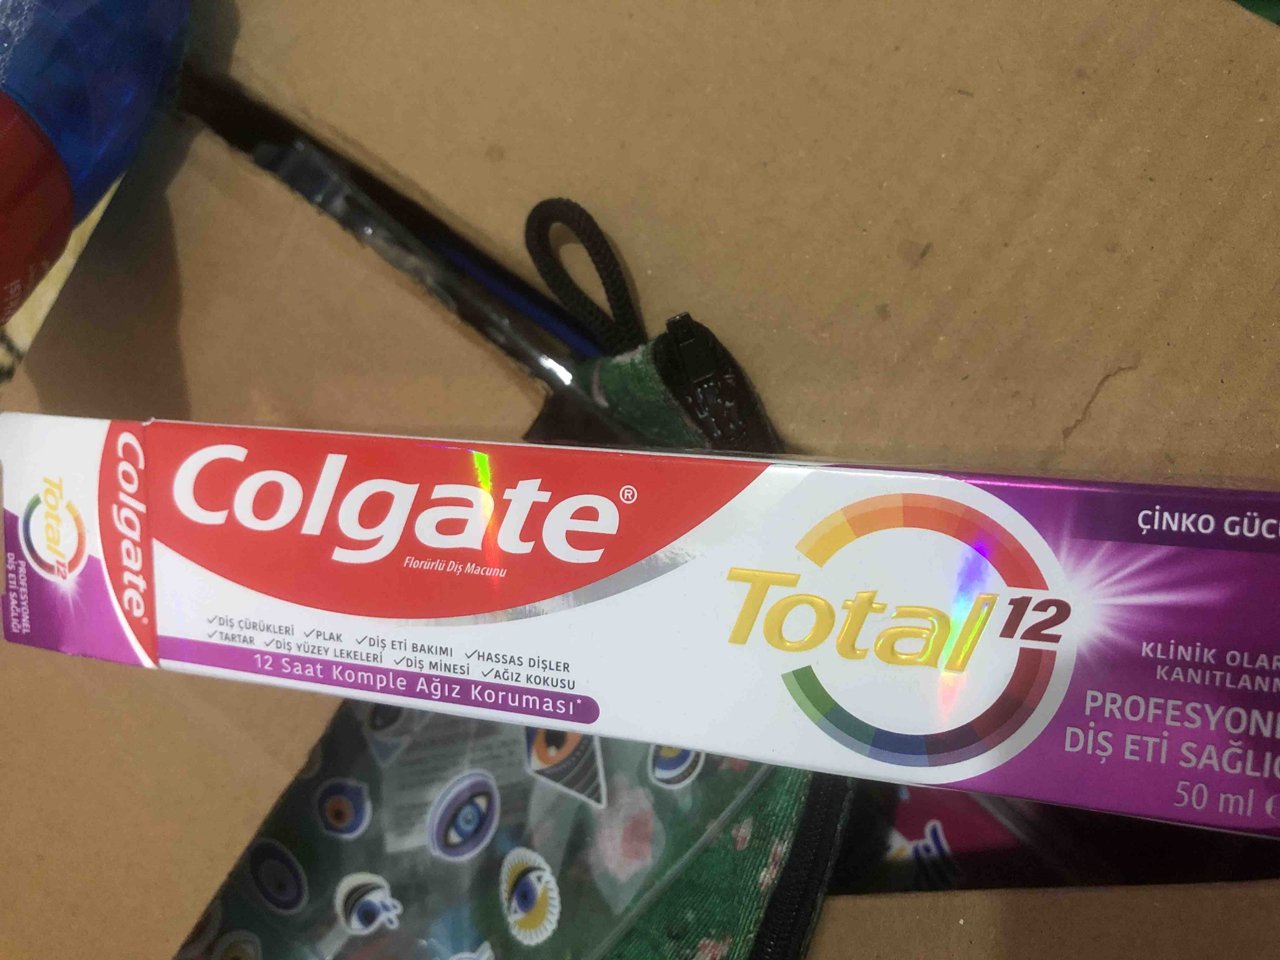 Colgate®
Florürlü Diş Macunu
✓DİŞ ÇÜRÜKLERİ ✓PLAK ✓DİŞ ETİ BAKIMI ✓HASSAS DİŞLER
✓TARTAR ✓DİŞ YÜZEY LEKELERİ ✓DİŞ MİNESİ ✓AĞIZ KOKUSU
12 Saat Komple Ağız Koruması*
Total 12
ÇİNKO GÜC
KLİNİK OLAR
KANITLANM
PROFESYONE
DİŞ ETİ SAĞLIĞ
50 ml e
Colgate®
Total 12
PROFESYONEL
DİŞ ETİ SAĞLIĞI